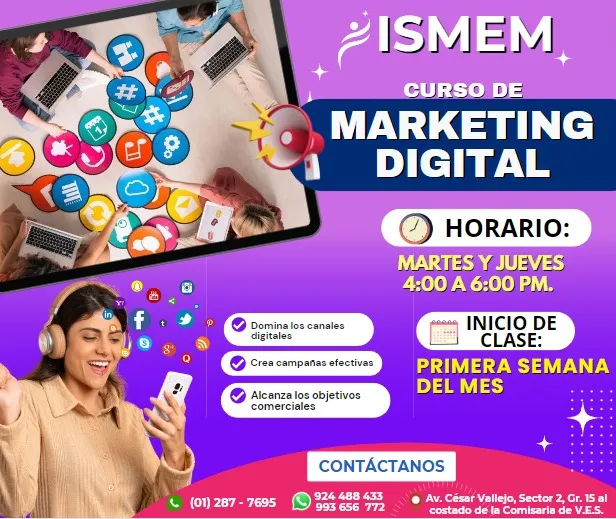 ISMEM
CURSO DE
MARKETING
DIGITAL
HORARIO:
MARTES Y JUEVES
4:00 A 6:00 PM.
INICIO DE
CLASE:
PRIMERA SEMANA
DEL MES
Domina los canales
digitales
Crea campañas efectivas
Alcanza los objetivos
comerciales
CONTÁCTANOS
(01) 287 - 7695
924 488 433
993 656 772
Av. César Vallejo, Sector 2, Gr. 15 al
costado de la Comisaria de V.E.S.